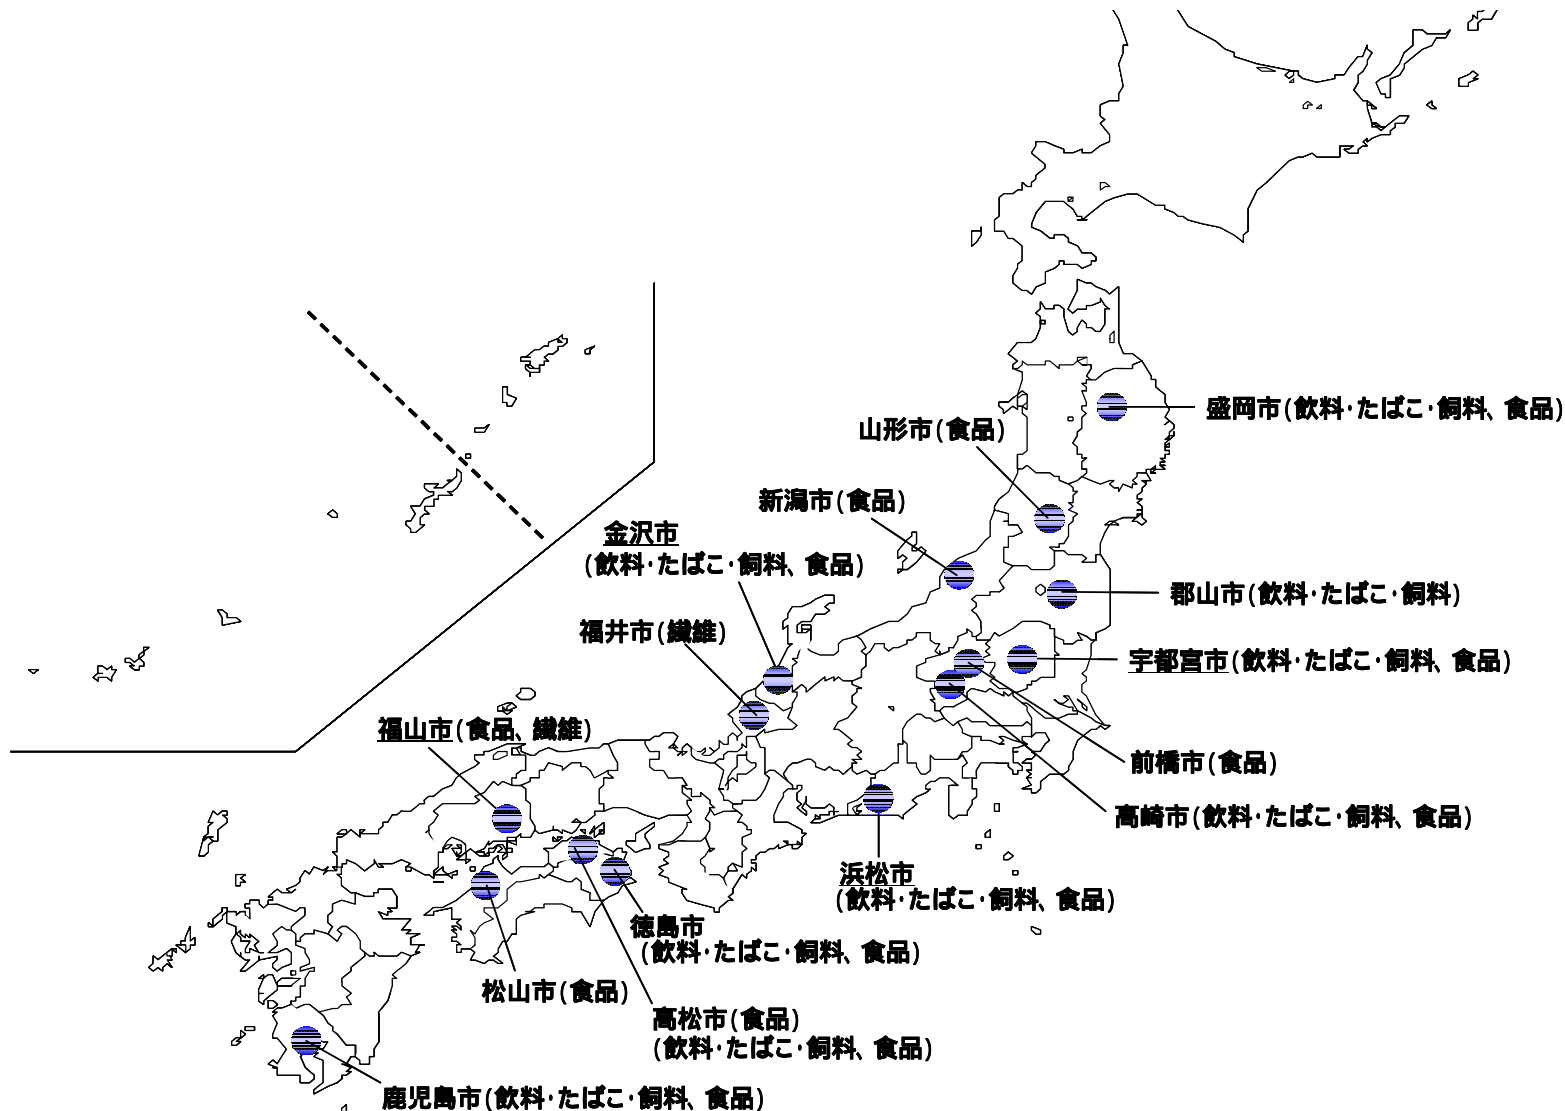 盛岡市(飲料・たばこ・飼料、食品)
山形市(食品)
新潟市(食品)
金沢市
(飲料・たばこ・飼料、食品)
郡山市(飲料・たばこ・飼料)
福井市(繊維)
宇都宮市(飲料・たばこ・飼料、食品)
福山市(食品、繊維)
前橋市(食品)
高崎市(飲料・たばこ・飼料、食品)
浜松市
(飲料・たばこ・飼料、食品)
徳島市
(飲料・たばこ・飼料、食品)
松山市(食品)
高松市(食品)
(飲料・たばこ・飼料、食品)
鹿児島市(飲料・たばこ・飼料、食品)